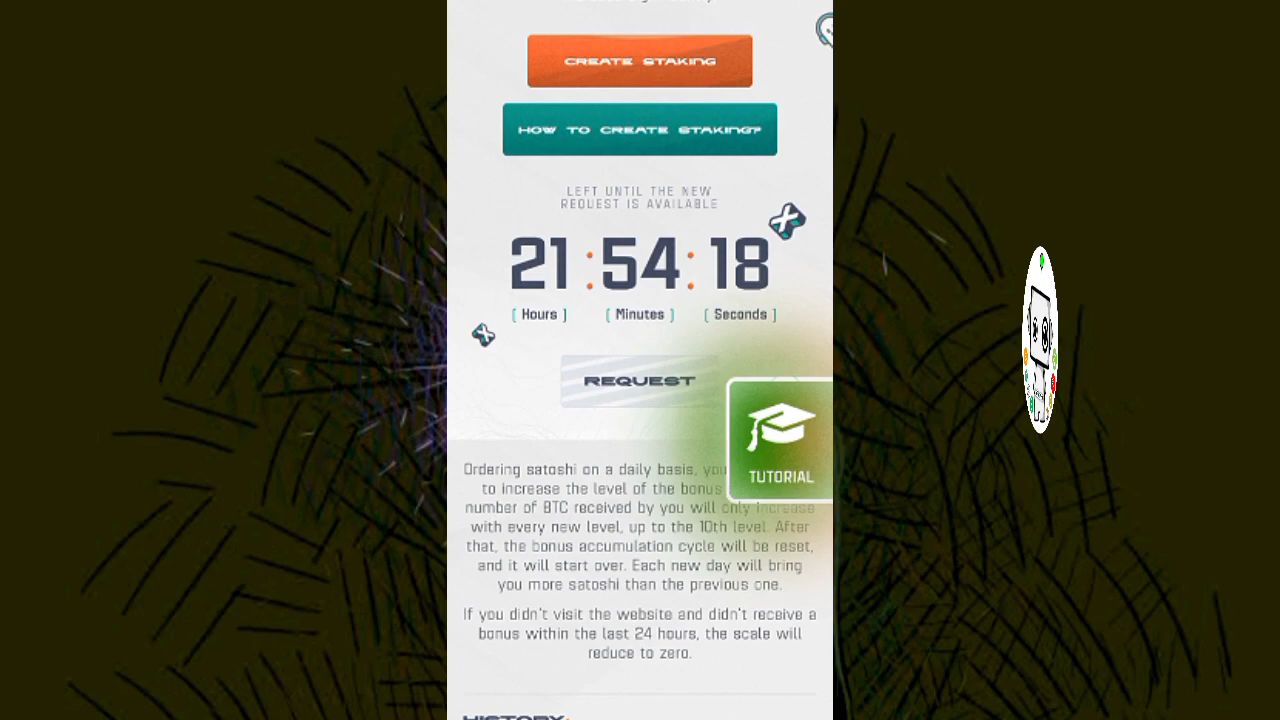 CREATE STAKING
HOW TO CREATE STAKING?
LEFT UNTIL THE NEW
REQUEST IS AVAILABLE
21 : 54 : 18
[ Hours ] [ Minutes ] [ Seconds ]
REQUEST
TUTORIAL
Ordering satoshi on a daily basis, you
to increase the level of the bonus
number of BTC received by you will only increase
with every new level, up to the 10th level. After
that, the bonus accumulation cycle will be reset,
and it will start over. Each new day will bring
you more satoshi than the previous one.
If you didn't visit the website and didn't receive a
bonus within the last 24 hours, the scale will
reduce to zero.
HISTORY